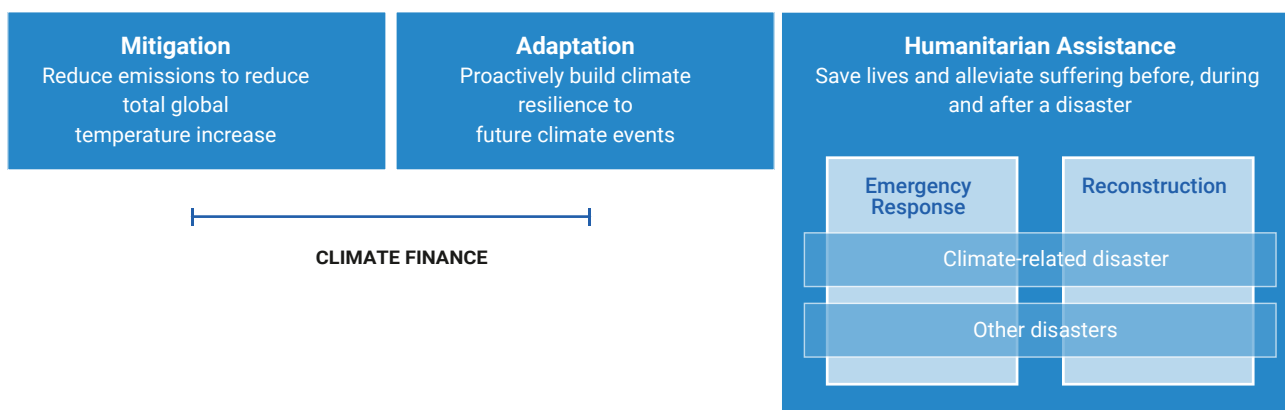 Mitigation
Reduce emissions to reduce
total global
temperature increase
Adaptation
Proactively build climate
resilience to
future climate events
CLIMATE FINANCE
Humanitarian Assistance
Save lives and alleviate suffering before, during
and after a disaster
Emergency
Response
Reconstruction
Climate-related disaster
Other disasters